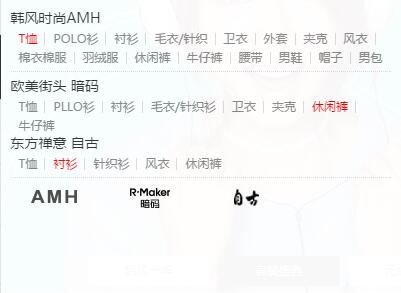 韩风时尚AMH
T恤 | POLO衫 | 衬衫 | 毛衣/针织 | 卫衣 | 外套 | 夹克 | 风衣
棉衣棉服 | 羽绒服 | 休闲裤 | 牛仔裤 | 腰带 | 男鞋 | 帽子 | 男包
欧美街头 暗码
T恤 | PLLO衫 | 衬衫 | 毛衣/针织衫 | 卫衣 | 夹克 | 休闲裤 |
牛仔裤
东方禅意 自古
T恤 | 衬衫 | 针织衫 | 风衣 | 休闲裤
AMH R·Maker 自古
暗码